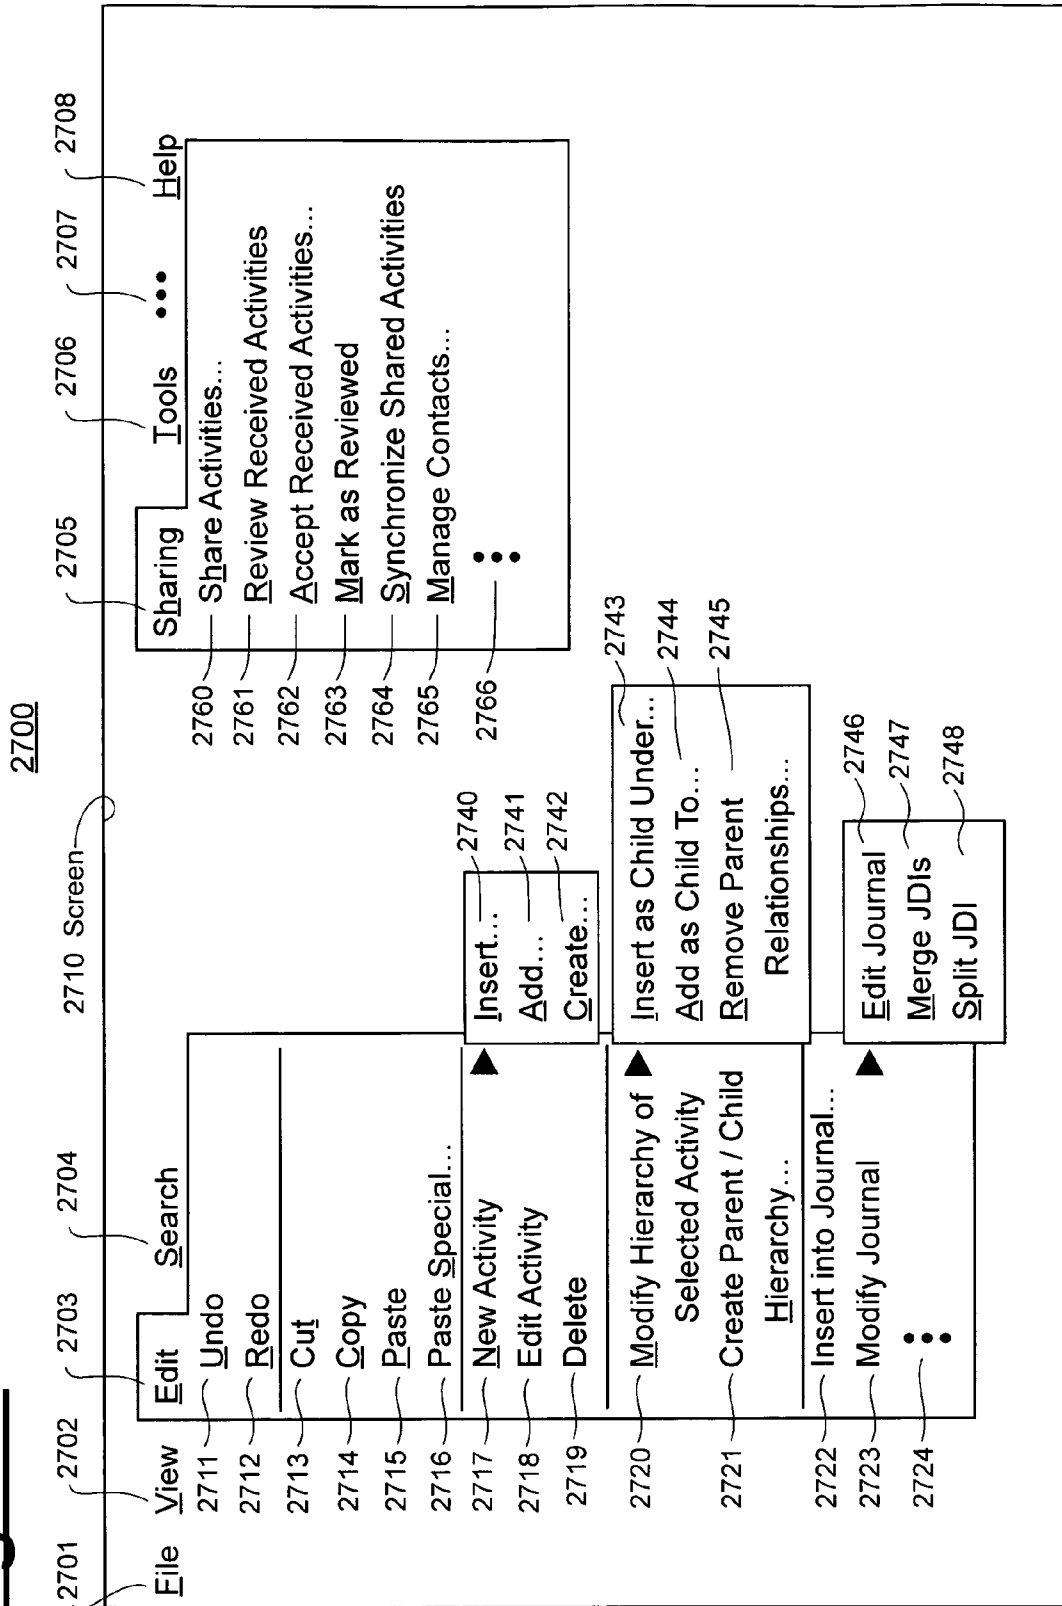 2700
2710 Screen
2701 2702 2703 2704 2705 2706 2707 2708
File View Edit Search Sharing Tools ••• Help
2711 Undo
2712 Redo
2713 Cut
2714 Copy
2715 Paste
2716 Paste Special...
2717 New Activity ▶
2718 Edit Activity
2719 Delete
2720 Modify Hierarchy of ▶
Selected Activity
2721 Create Parent / Child
Hierarchy...
2722 Insert into Journal...
2723 Modify Journal ▶
2724
Insert... 2740
Add... 2741
Create... 2742
Insert as Child Under... 2743
Add as Child To... 2744
Remove Parent 2745
Relationships...
Edit Journal 2746
Merge JDIs 2747
Split JDI 2748
2760 Share Activities...
2761 Review Received Activities
2762 Accept Received Activities...
2763 Mark as Reviewed
2764 Synchronize Shared Activities
2765 Manage Contacts...
2766